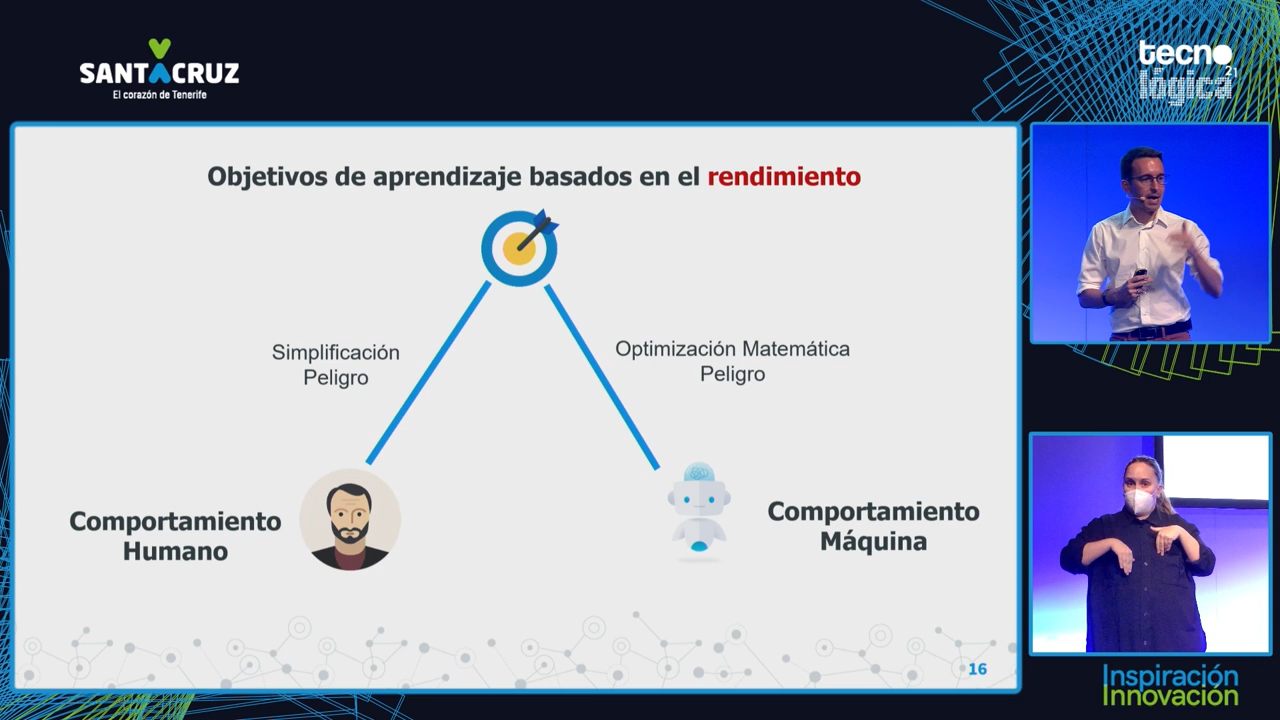 SANTACRUZ
El corazón de Tenerife
tecno
lógica
21
Objetivos de aprendizaje basados en el rendimiento
Simplificación
Peligro
Optimización Matemática
Peligro
Comportamiento
Humano
Comportamiento
Máquina
16
Inspiración
Innovación